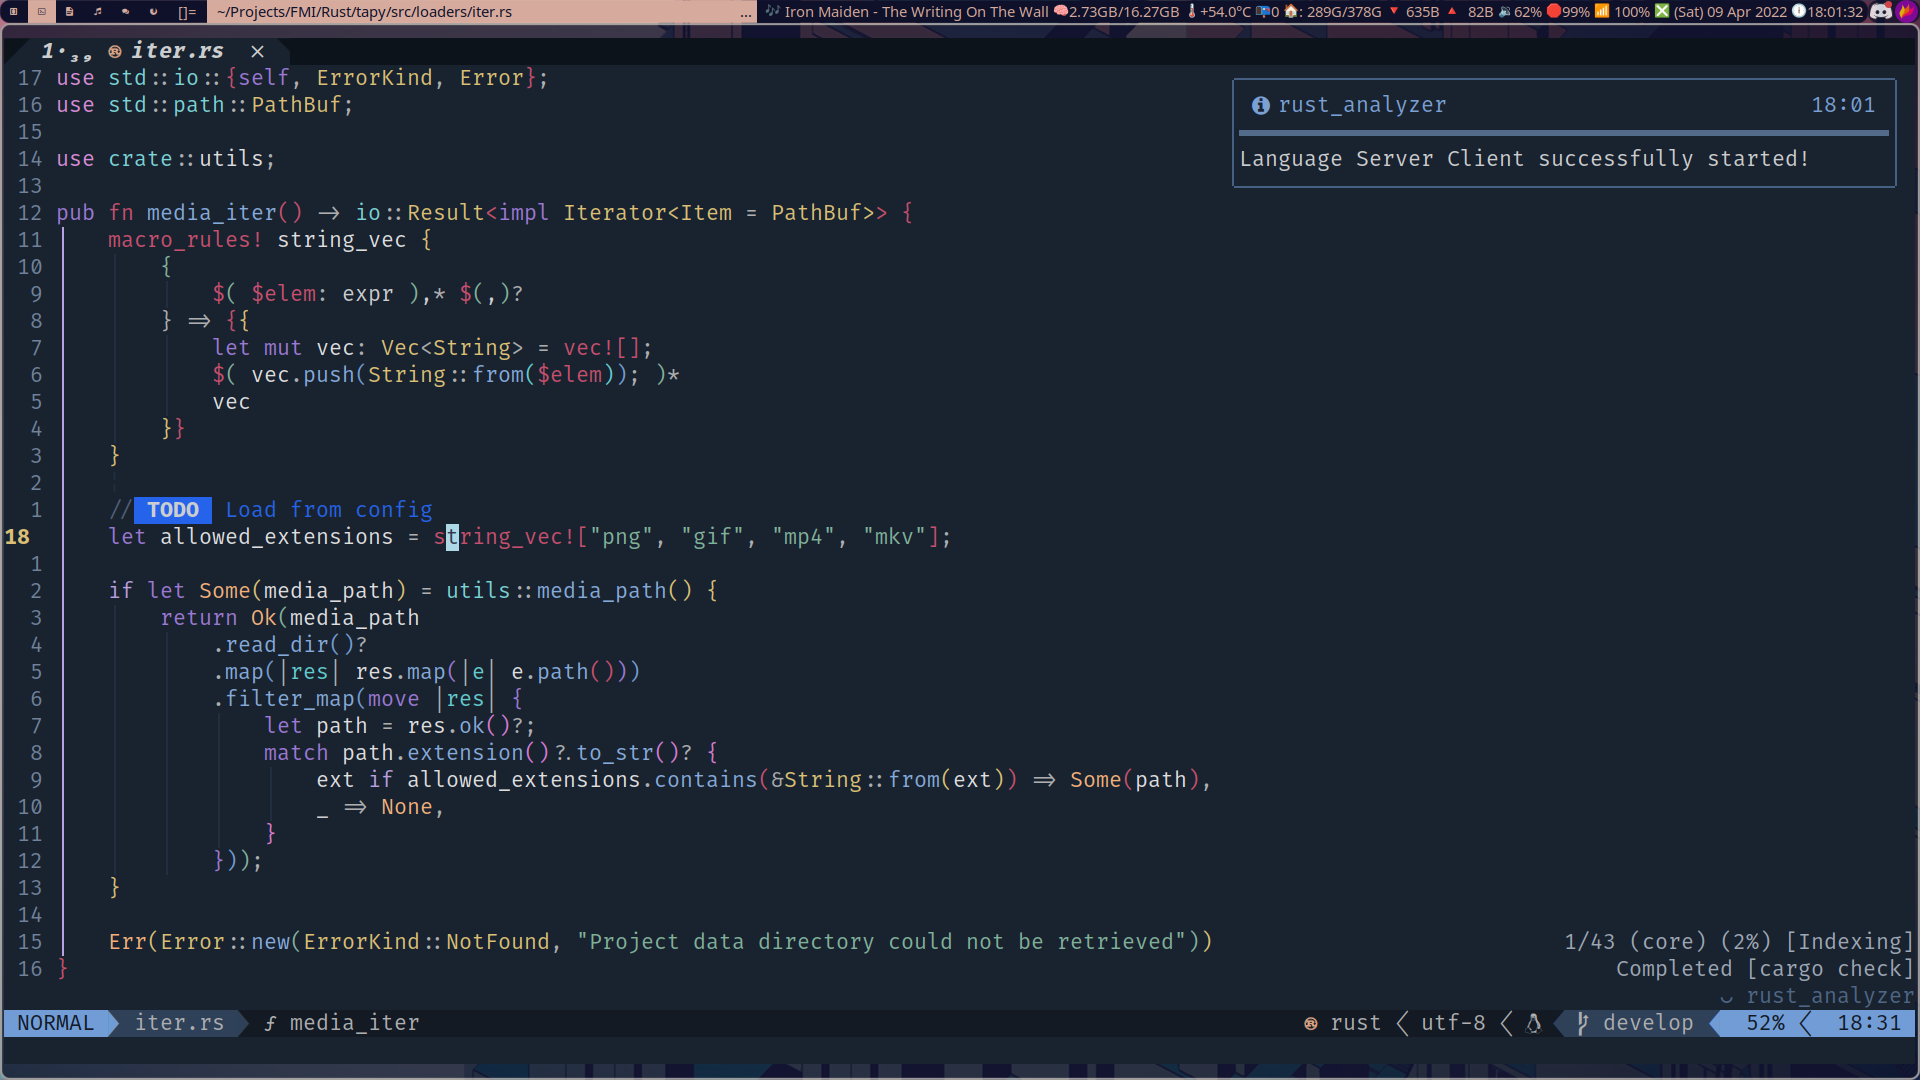 []= ~/Projects/FMI/Rust/tapy/src/loaders/iter.rs ... Iron Maiden - The Writing On The Wall 2.73GB/16.27GB +54.0°C 0 : 289G/378G 635B 82B 62% 99% 100% (Sat) 09 Apr 2022 18:01:32
1·₃₉ iter.rs ×
17 use std::io::{self, ErrorKind, Error};
16 use std::path::PathBuf;
rust_analyzer 18:01
15
14 use crate::utils;
Language Server Client successfully started!
13
12 pub fn media_iter() -> io::Result<impl Iterator<Item = PathBuf>> {
11 macro_rules! string_vec {
10 {
9 $( $elem: expr ),* $(,)?
8 } => {{
7 let mut vec: Vec<String> = vec![];
6 $( vec.push(String::from($elem)); )*
5 vec
4 }}
3 }
2
1 // TODO Load from config
18 let allowed_extensions = string_vec!["png", "gif", "mp4", "mkv"];
1
2 if let Some(media_path) = utils::media_path() {
3 return Ok(media_path
4 .read_dir()?
5 .map(|res| res.map(|e| e.path()))
6 .filter_map(move |res| {
7 let path = res.ok()?;
8 match path.extension()?.to_str()? {
9 ext if allowed_extensions.contains(&String::from(ext)) => Some(path),
10 _ => None,
11 }
12 }));
13 }
14
15 Err(Error::new(ErrorKind::NotFound, "Project data directory could not be retrieved"))
1/43 (core) (2%) [Indexing]
16 }
Completed [cargo check]
rust_analyzer
NORMAL iter.rs ƒ media_iter rust utf-8 develop 52% 18:31